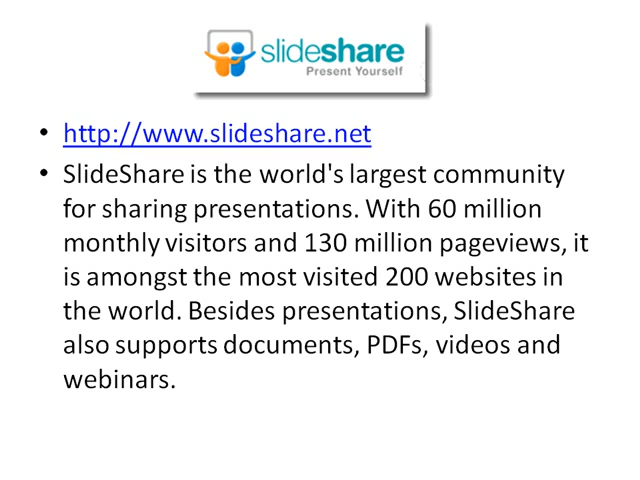 slideshare
Present Yourself
• http://www.slideshare.net
• SlideShare is the world's largest community
for sharing presentations. With 60 million
monthly visitors and 130 million pageviews, it
is amongst the most visited 200 websites in
the world. Besides presentations, SlideShare
also supports documents, PDFs, videos and
webinars.